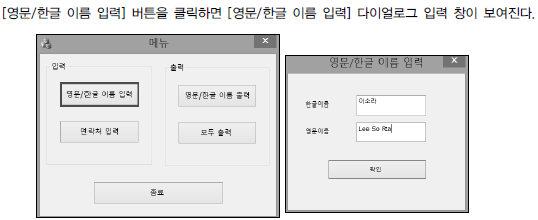 [영문/한글 이름 입력] 버튼을 클릭하면 [영문/한글 이름 입력] 다이얼로그 입력 창이 보여진다.
메뉴
입력
영문/한글 이름 입력
연락처 입력
출력
영문/한글 이름 출력
모두 출력
종료
영문/한글 이름 입력
한글이름
이소라
영문이름
Lee So Rta
확인